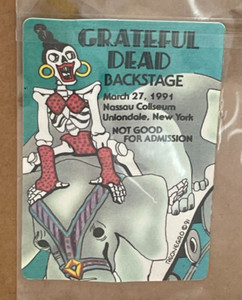 GRATEFUL
DEAD
BACKSTAGE
March 27, 1991
Nassau Coliseum
Uniondale, New York
NOT GOOD
FOR ADMISSION